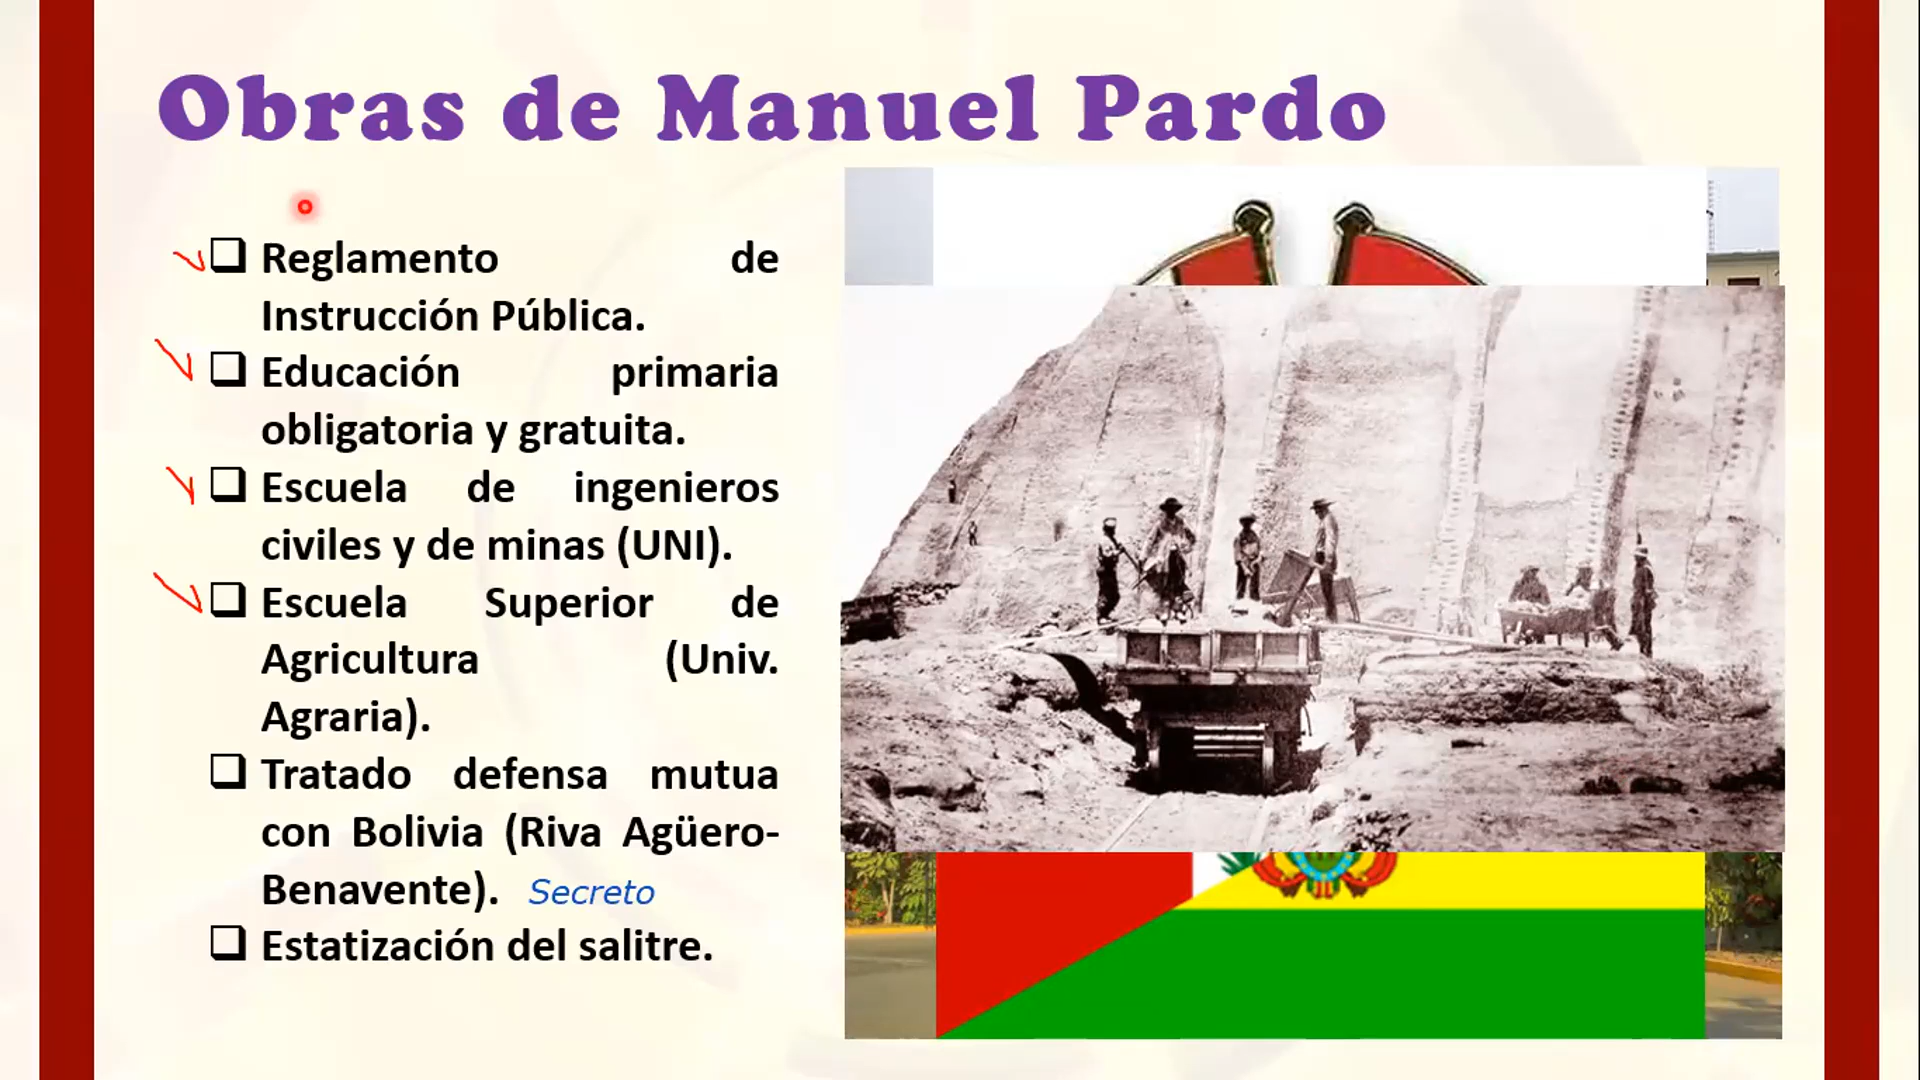 Obras de Manuel Pardo
Reglamento de
Instrucción Pública.
Educación primaria
obligatoria y gratuita.
Escuela de ingenieros
civiles y de minas (UNI).
Escuela Superior de
Agricultura (Univ.
Agraria).
Tratado defensa mutua
con Bolivia (Riva Agüero-
Benavente). Secreto
Estatización del salitre.